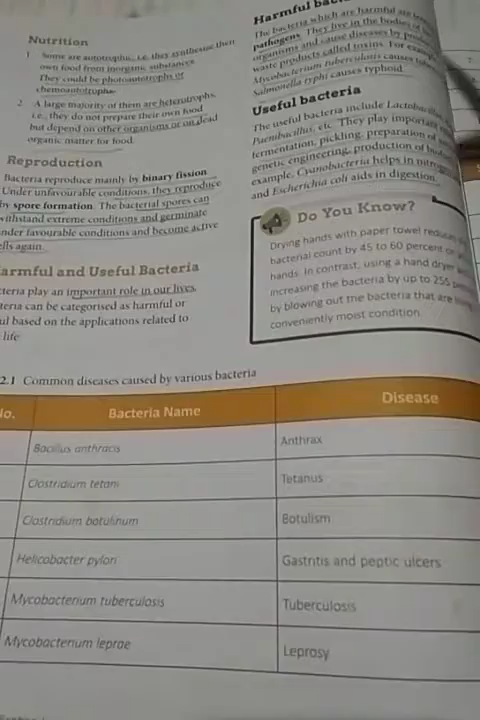 Nutrition
1 Some are autotrophic, i.e. they synthesise their
own food from inorganic substances.
They could be photoautotrophs or
chemoautotrophs
2 A large majority of them are heterotrophs,
i.e., they do not prepare their own food
but depend on other organisms or on dead
organic matter for food.
Reproduction
Bacteria reproduce mainly by binary fission.
Under unfavourable conditions, they reproduce
by spore formation. The bacterial spores can
withstand extreme conditions and germinate
under favourable conditions and become active
again.
Harmful and Useful Bacteria
play an important role in our lives.
can be categorised as harmful or
based on the applications related to
life
Harmful
The bacteria which are harmful are
pathogens. They live in the bodies of
organisms and cause diseases by
waste products called toxins. For
Mycobacterium tuberculosis causes
Salmonella typhi causes typhoid.
Useful bacteria
The useful bacteria include
etc. They play important
fermentation, pickling, preparation of
genetic engineering, production of
example, Cyanobacteria helps in
and Escherichia coli aids in digestion.
Do You Know?
Drying hands with paper towel
bacterial count by 45 to 60 percent
hands. In contrast, using a hand dryer
increasing the bacteria by up to 255
by blowing out the bacteria that are
conveniently moist condition.
2.1 Common diseases caused by various bacteria
No. Bacteria Name Disease
Bacillus anthracis Anthrax
Clostridium tetani Tetanus
Clostridium botulinum Botulism
Helicobacter pylori Gastritis and peptic ulcers
Mycobacterium tuberculosis Tuberculosis
Mycobacterium leprae Leprosy